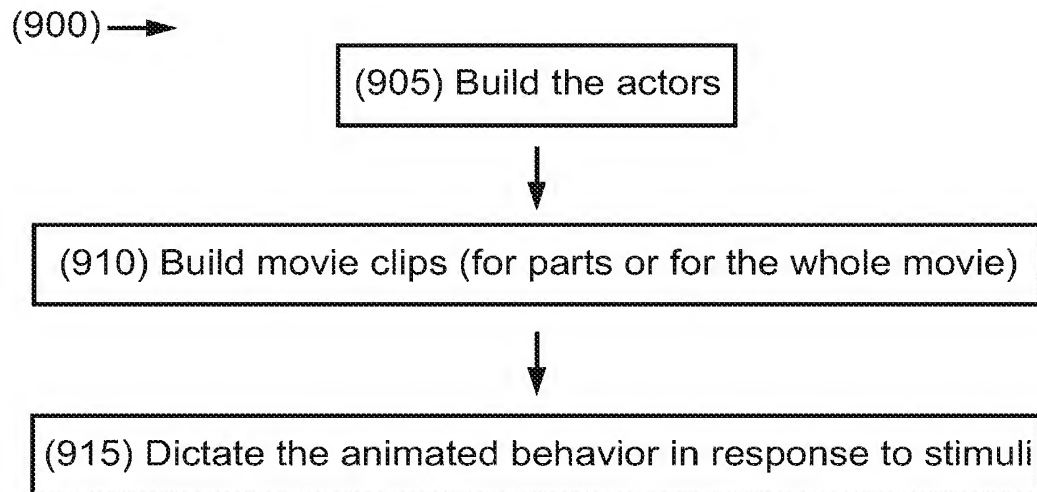 (900)
(905) Build the actors
(910) Build movie clips (for parts or for the whole movie)
(915) Dictate the animated behavior in response to stimuli